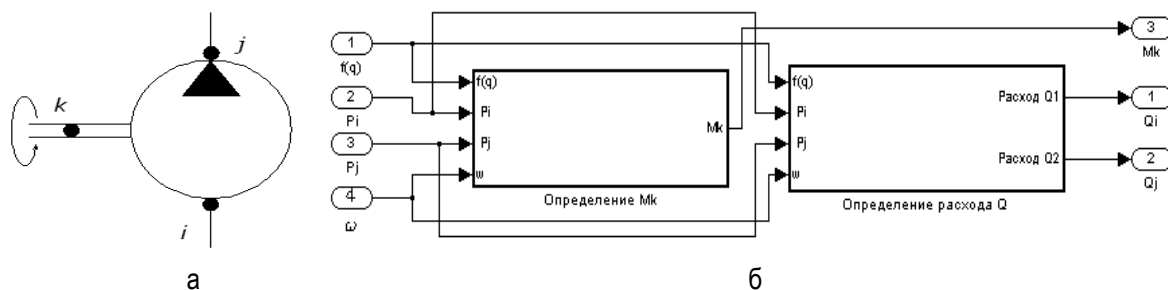 j
k
i
а
1
f(q)
2
Pi
3
Pj
4
ω
f(q)
Pi
Pj
w
Mk
Определение Mk
f(q)
Pi
Pj
w
Расход Q1
Расход Q2
Определение расхода Q
3
Mk
1
Qi
2
Qj
б